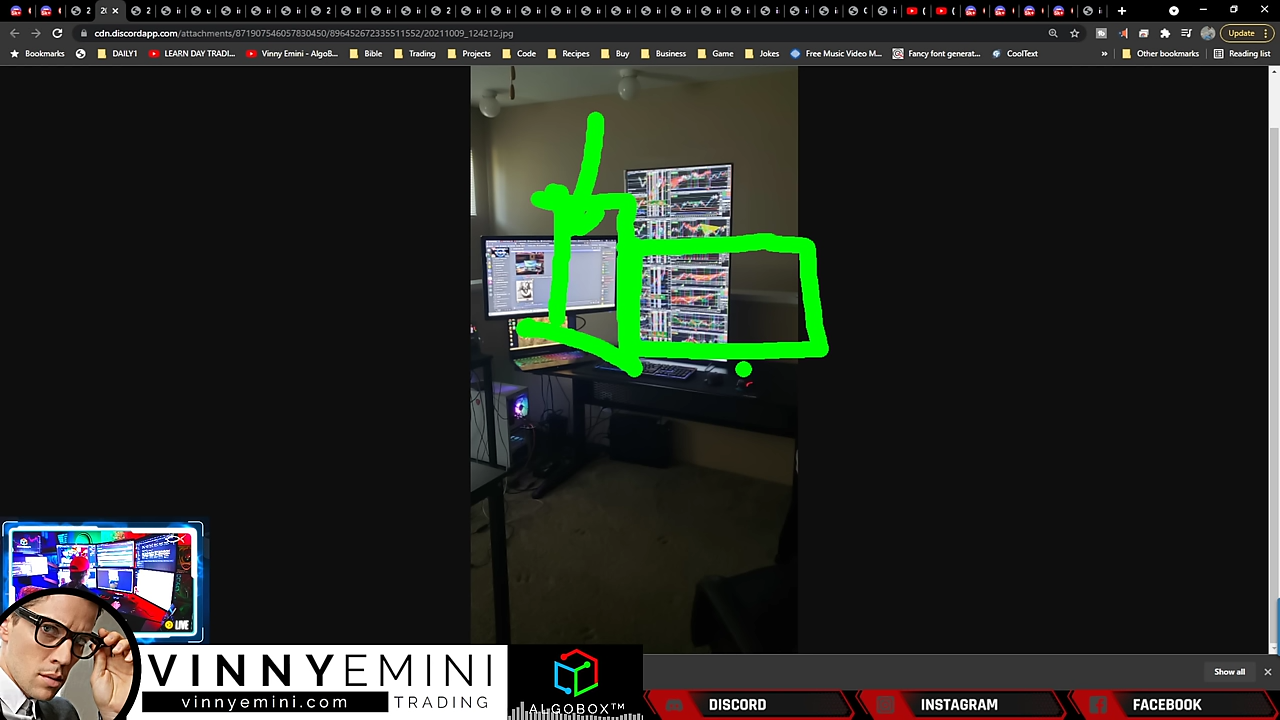 cdn.discordapp.com/attachments/871907546057830450/896452672335511552/20211009_124212.jpg
Update
Bookmarks
DAILY1
LEARN DAY TRADI...
Vinny Emini - AlgoB...
Bible
Trading
Projects
Code
Recipes
Buy
Business
Game
Jokes
Free Music Video M...
Fancy font generat...
CoolText
»
Other bookmarks
Reading list
LIVE
Show all
VINNYEMINI
vinnyemini.com
TRADING
ALGOBOX™
DISCORD
INSTAGRAM
FACEBOOK